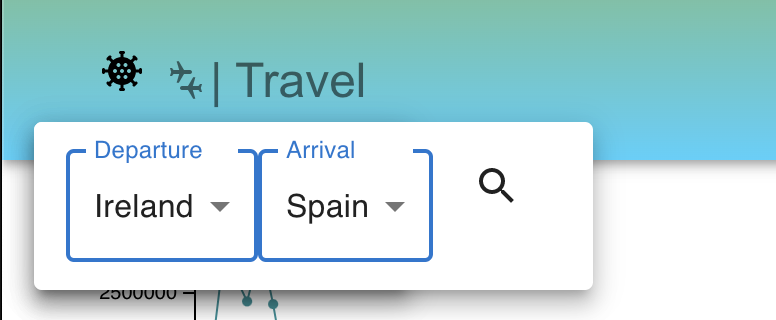 | Travel
Departure
Arrival
Ireland
Spain
2500000